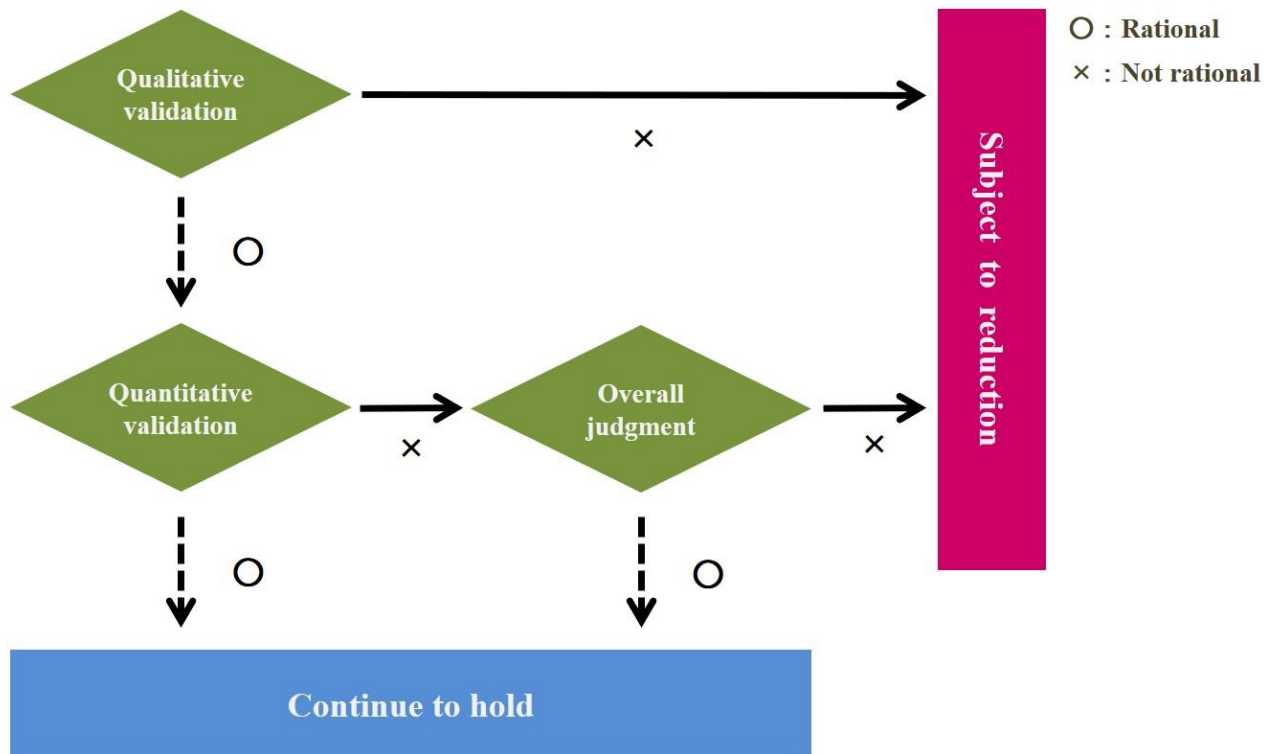 Qualitative
validation
○ : Rational
× : Not rational
×
Subject to reduction
○
Quantitative
validation
×
Overall
judgment
×
○
○
Continue to hold